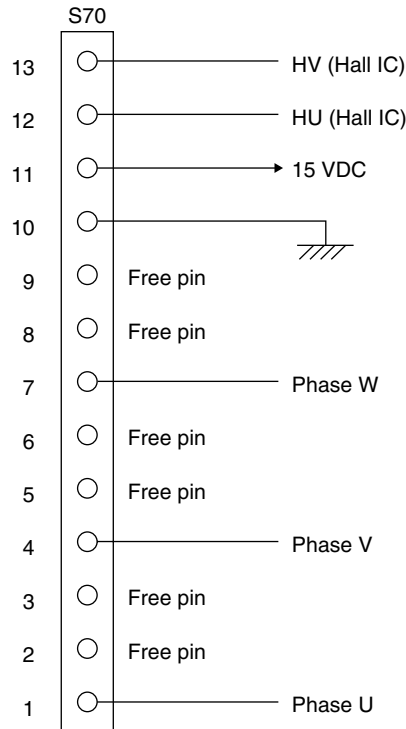 S70
13 HV (Hall IC)
12 HU (Hall IC)
11 15 VDC
10
9 Free pin
8 Free pin
7 Phase W
6 Free pin
5 Free pin
4 Phase V
3 Free pin
2 Free pin
1 Phase U